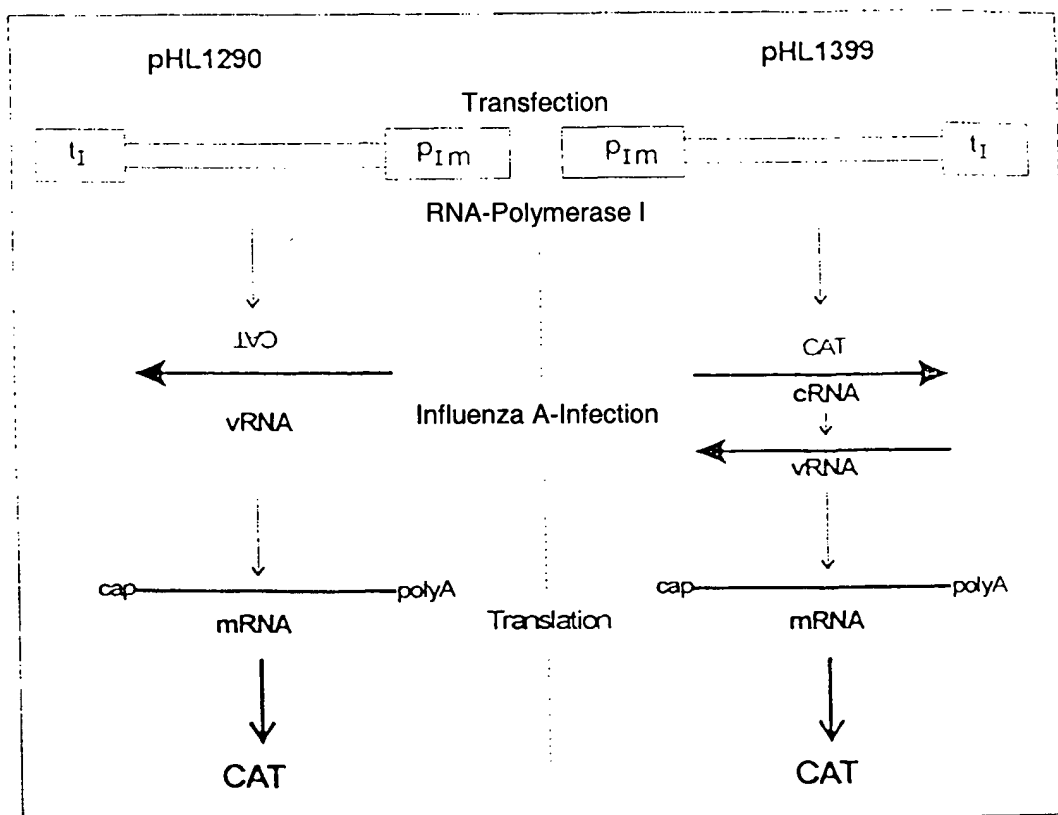 pHL1290 pHL1399
Transfection
tI pIm pIm tI
RNA-Polymerase I
CAT CAT
cRNA
vRNA Influenza A-Infection
vRNA
cap polyA cap polyA
mRNA Translation mRNA
CAT CAT